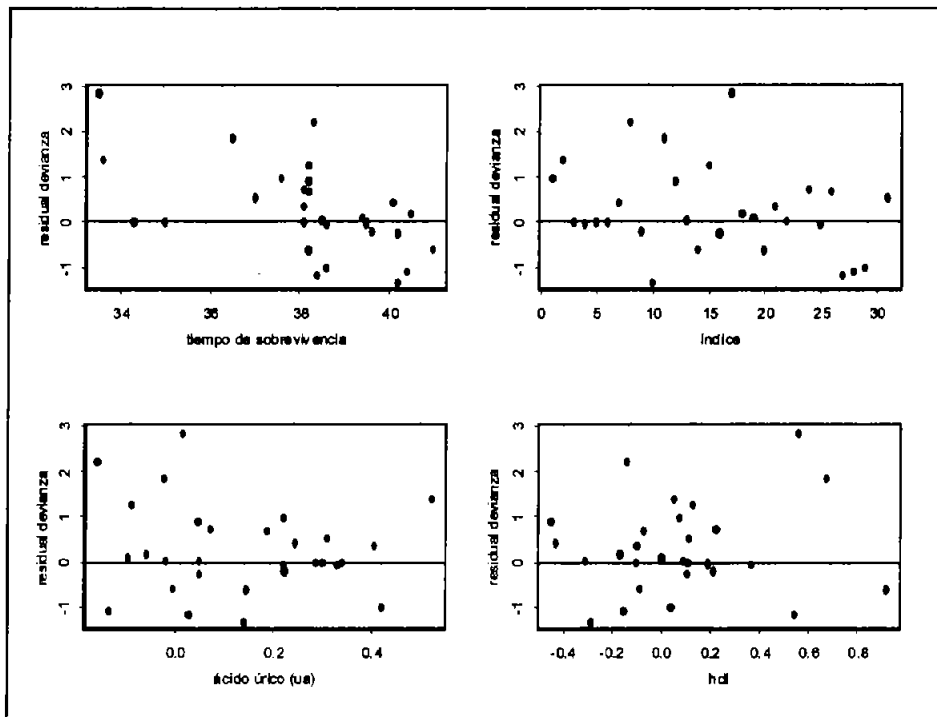 residual devianza
3
2
1
0
-1
34 36 38 40
tiempo de sobrevivencia
residual devianza
3
2
1
0
-1
0 5 10 15 20 25 30
índice
residual devianza
3
2
1
0
-1
0.0 0.2 0.4
ácido úrico (ua)
residual devianza
3
2
1
0
-1
-0.4 -0.2 0.0 0.2 0.4 0.6 0.8
hdl